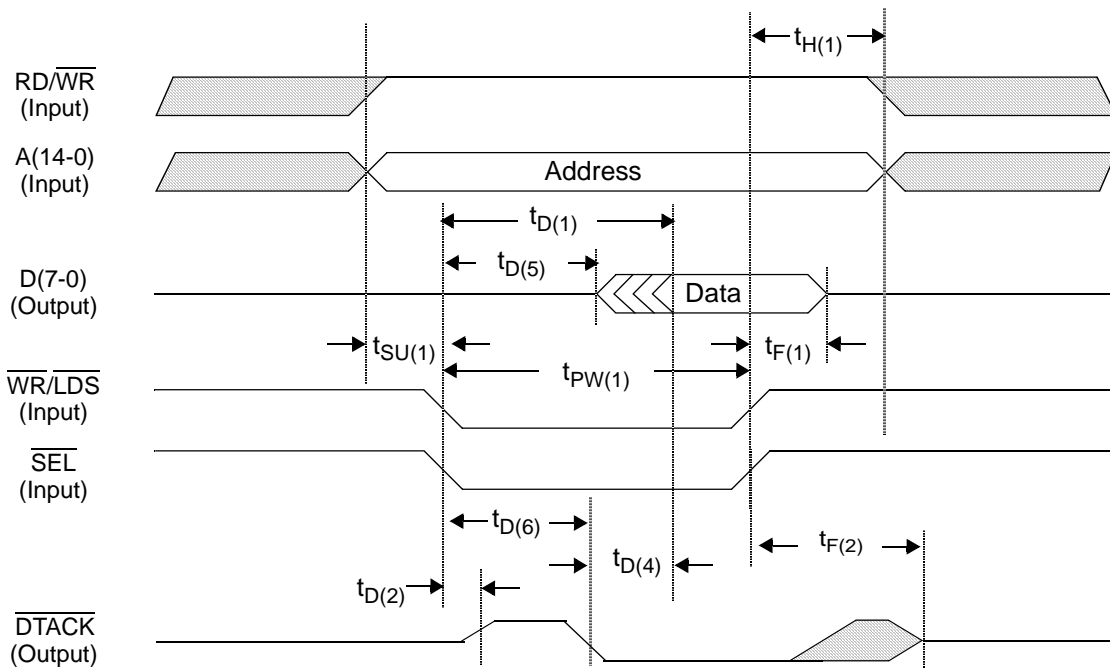 tH(1)
RD/WR
(Input)
A(14-0)
(Input)
Address
tD(1)
tD(5)
D(7-0)
(Output)
Data
tSU(1)
tF(1)
tPW(1)
WR/LDS
(Input)
SEL
(Input)
tD(6)
tF(2)
tD(4)
tD(2)
DTACK
(Output)